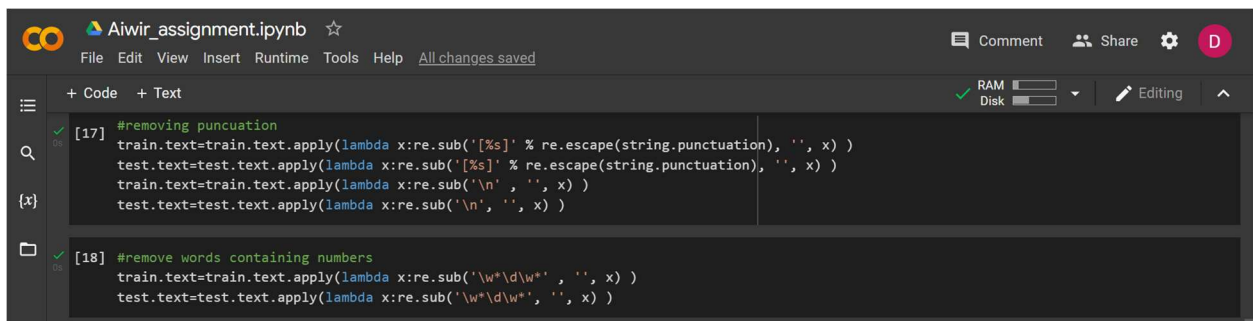 Aiwir_assignment.ipynb
Comment
Share
D
File Edit View Insert Runtime Tools Help All changes saved
+ Code + Text
RAM
Disk
Editing
[17] #removing puncuation
0s
train.text=train.text.apply(lambda x:re.sub('[%s]' % re.escape(string.punctuation), '', x) )
test.text=test.text.apply(lambda x:re.sub('[%s]' % re.escape(string.punctuation), '', x) )
train.text=train.text.apply(lambda x:re.sub('\n' , '', x) )
test.text=test.text.apply(lambda x:re.sub('\n', '', x) )
{x}
[18] #remove words containing numbers
0s
train.text=train.text.apply(lambda x:re.sub('\w*\d\w*' , '', x) )
test.text=test.text.apply(lambda x:re.sub('\w*\d\w*', '', x) )